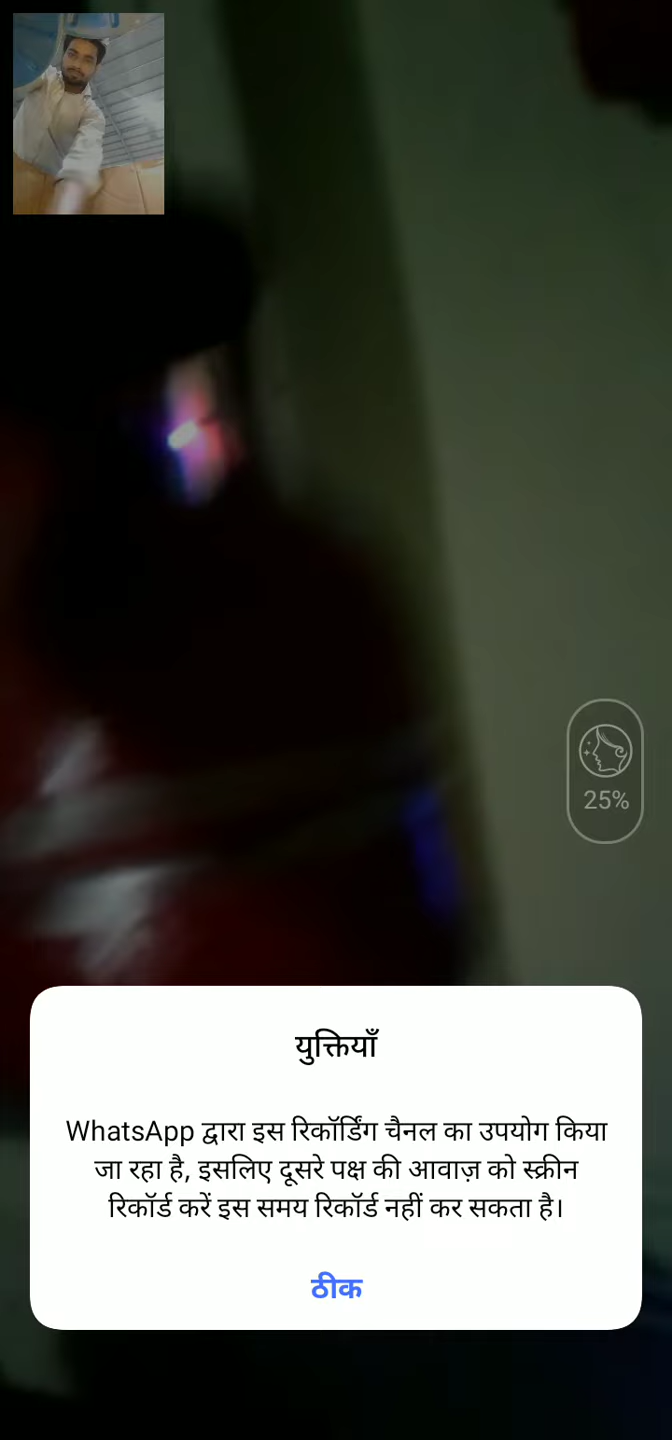 25%
युक्तियाँ
WhatsApp द्वारा इस रिकॉर्डिंग चैनल का उपयोग किया
जा रहा है, इसलिए दूसरे पक्ष की आवाज़ को स्क्रीन
रिकॉर्ड करें इस समय रिकॉर्ड नहीं कर सकता है।
ठीक